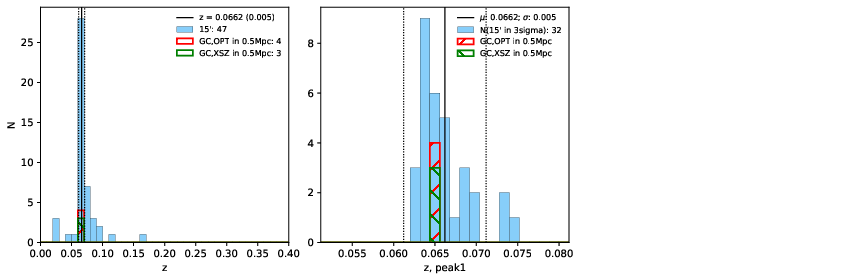 z = 0.0662 (0.005)
15': 47
GC,OPT in 0.5Mpc: 4
GC,XSZ in 0.5Mpc: 3
N
25
20
15
10
5
0
0.00 0.05 0.10 0.15 0.20 0.25 0.30 0.35 0.40
z
μ: 0.0662; σ: 0.005
N(15' in 3sigma): 32
GC,OPT in 0.5Mpc
GC,XSZ in 0.5Mpc
8
6
4
2
0
0.055 0.060 0.065 0.070 0.075 0.080
z, peak1